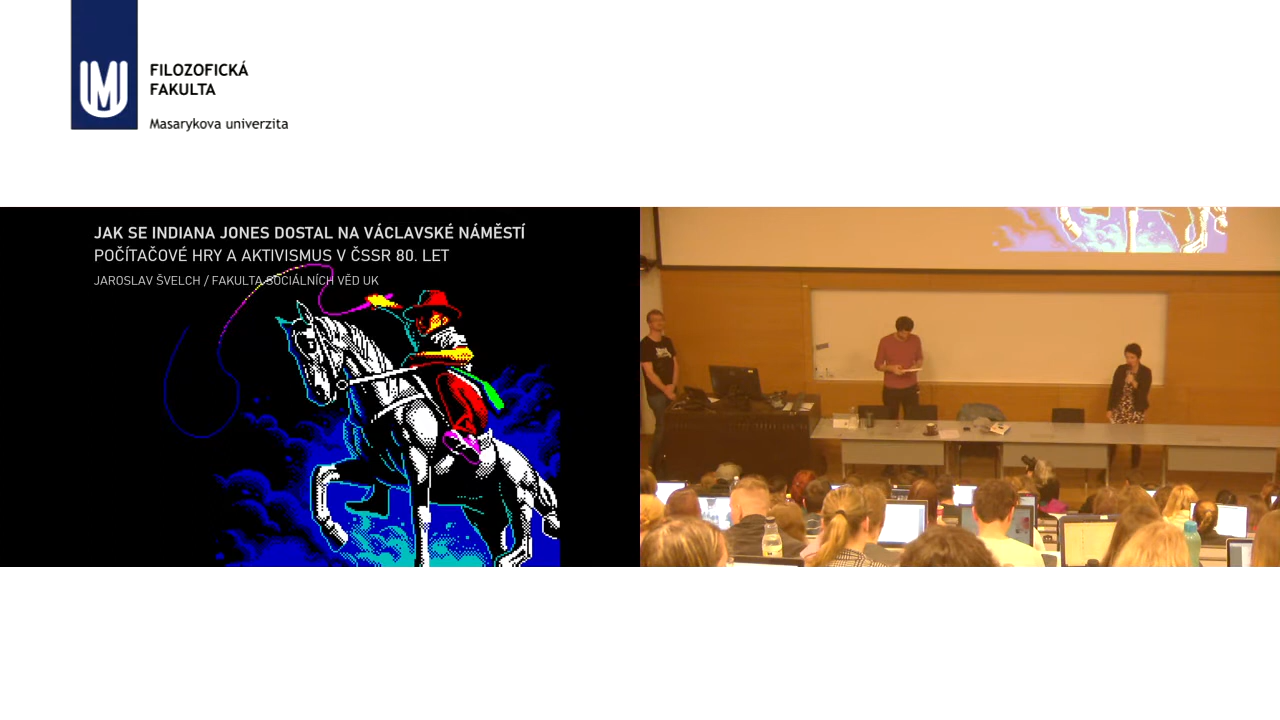 FILOZOFICKÁ
FAKULTA
Masarykova univerzita
JAK SE INDIANA JONES DOSTAL NA VÁCLAVSKÉ NÁMĚSTÍ
POČÍTAČOVÉ HRY A AKTIVISMUS V ČSSR 80. LET
JAROSLAV ŠVELCH / FAKULTA SOCIÁLNÍCH VĚD UK